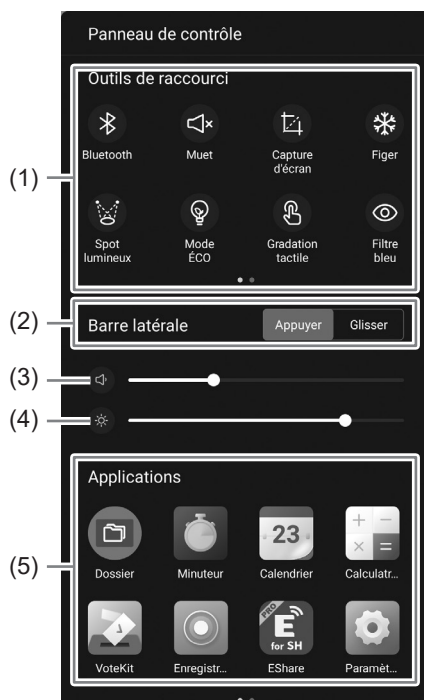 Panneau de contrôle
Outils de raccourci
Bluetooth
Muet
Capture
d'écran
Figer
(1)
Spot
lumineux
Mode
ÉCO
Gradation
tactile
Filtre
bleu
(2)
Barre latérale
Appuyer
Glisser
(3)
(4)
Applications
23
(5)
Dossier
Minuteur
Calendrier
Calculatr...
PRO
E
for SH
VoteKit
Enregistr...
EShare
Paramèt...